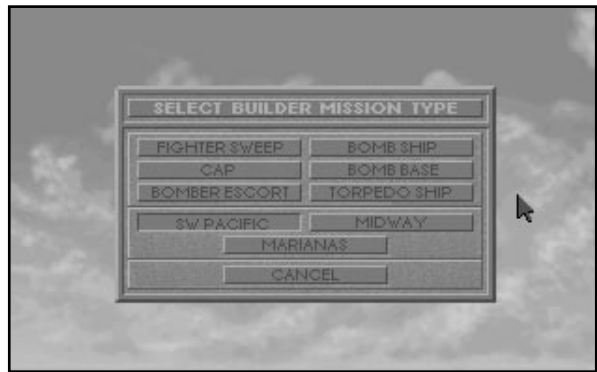 SELECT BUILDER MISSION TYPE
FIGHTER SWEEP BOMB SHIP
CAP BOMB BASE
BOMBER ESCORT TORPEDO SHIP
SW PACIFIC MIDWAY
MARIANAS
CANCEL